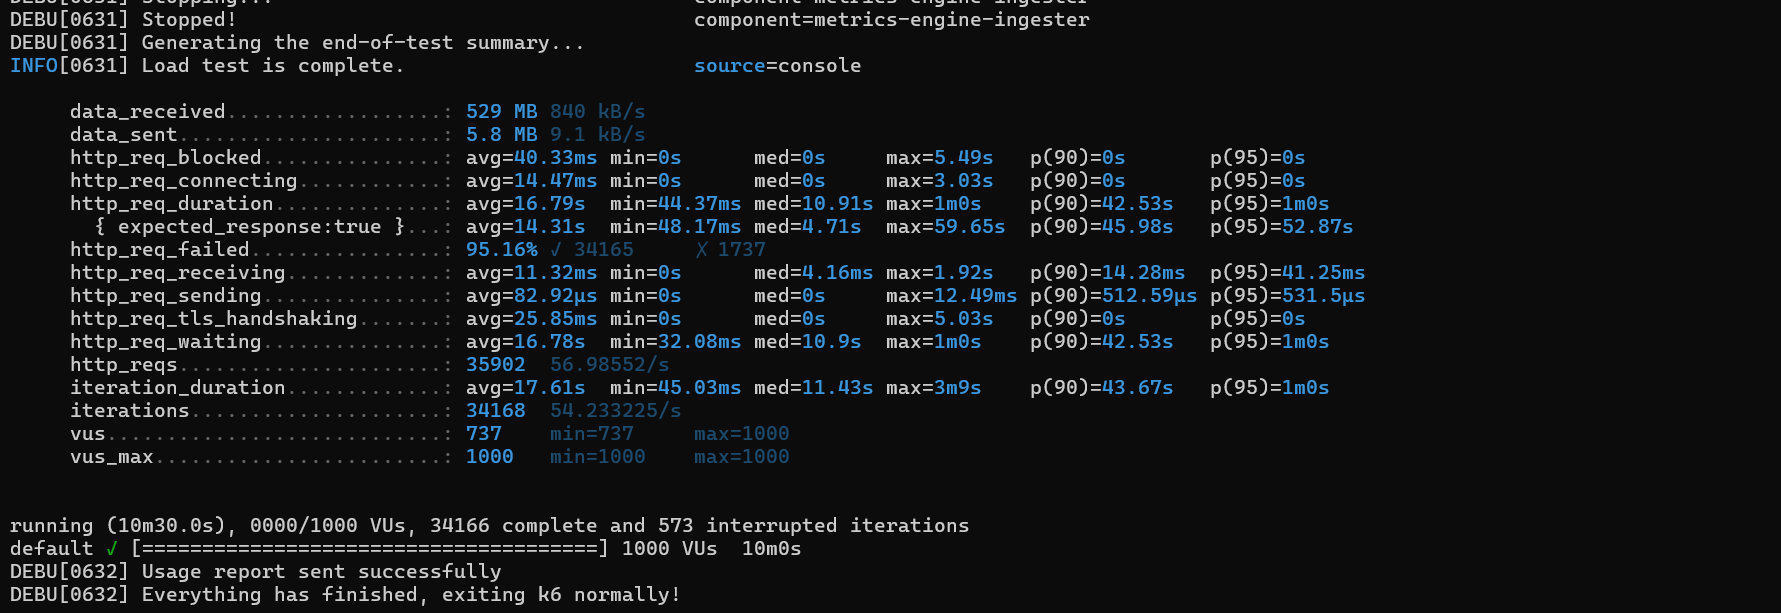 DEBU[0631] Stopping... component=metrics-engine-ingester
DEBU[0631] Stopped! component=metrics-engine-ingester
DEBU[0631] Generating the end-of-test summary...
INFO[0631] Load test is complete. source=console
data_received..................: 529 MB 840 kB/s
data_sent......................: 5.8 MB 9.1 kB/s
http_req_blocked...............: avg=40.33ms min=0s med=0s max=5.49s p(90)=0s p(95)=0s
http_req_connecting............: avg=14.47ms min=0s med=0s max=3.03s p(90)=0s p(95)=0s
http_req_duration..............: avg=16.79s min=44.37ms med=10.91s max=1m0s p(90)=42.53s p(95)=1m0s
{ expected_response:true }...: avg=14.31s min=48.17ms med=4.71s max=59.65s p(90)=45.98s p(95)=52.87s
http_req_failed................: 95.16% ✓ 34165 ✗ 1737
http_req_receiving.............: avg=11.32ms min=0s med=4.16ms max=1.92s p(90)=14.28ms p(95)=41.25ms
http_req_sending...............: avg=82.92µs min=0s med=0s max=12.49ms p(90)=512.59µs p(95)=531.5µs
http_req_tls_handshaking.......: avg=25.85ms min=0s med=0s max=5.03s p(90)=0s p(95)=0s
http_req_waiting...............: avg=16.78s min=32.08ms med=10.9s max=1m0s p(90)=42.53s p(95)=1m0s
http_reqs......................: 35902 56.98552/s
iteration_duration.............: avg=17.61s min=45.03ms med=11.43s max=3m9s p(90)=43.67s p(95)=1m0s
iterations.....................: 34168 54.233225/s
vus............................: 737 min=737 max=1000
vus_max........................: 1000 min=1000 max=1000
running (10m30.0s), 0000/1000 VUs, 34166 complete and 573 interrupted iterations
default ✓ [======================================] 1000 VUs 10m0s
DEBU[0632] Usage report sent successfully
DEBU[0632] Everything has finished, exiting k6 normally!